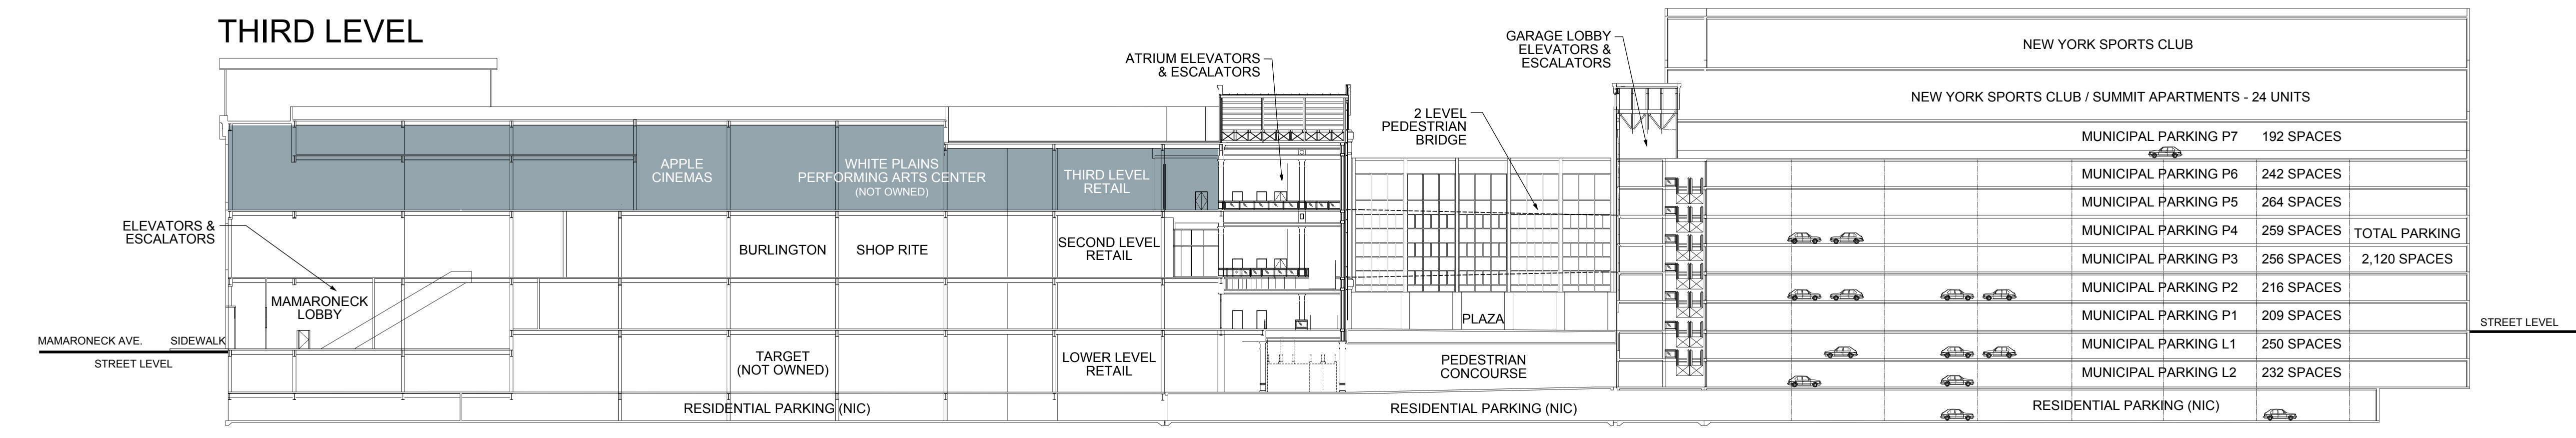 THIRD LEVEL
ATRIUM ELEVATORS
& ESCALATORS
GARAGE LOBBY
ELEVATORS &
ESCALATORS
NEW YORK SPORTS CLUB
NEW YORK SPORTS CLUB / SUMMIT APARTMENTS - 24 UNITS
2 LEVEL
PEDESTRIAN
BRIDGE
MUNICIPAL PARKING P7 192 SPACES
APPLE
CINEMAS
WHITE PLAINS
PERFORMING ARTS CENTER
(NOT OWNED)
THIRD LEVEL
RETAIL
MUNICIPAL PARKING P6 242 SPACES
MUNICIPAL PARKING P5 264 SPACES
ELEVATORS &
ESCALATORS
BURLINGTON
SHOP RITE
SECOND LEVEL
RETAIL
MUNICIPAL PARKING P4 259 SPACES TOTAL PARKING
MUNICIPAL PARKING P3 256 SPACES 2,120 SPACES
MUNICIPAL PARKING P2 216 SPACES
MAMARONECK
LOBBY
PLAZA
MUNICIPAL PARKING P1 209 SPACES
STREET LEVEL
MAMARONECK AVE. SIDEWALK
STREET LEVEL
TARGET
(NOT OWNED)
LOWER LEVEL
RETAIL
PEDESTRIAN
CONCOURSE
MUNICIPAL PARKING L1 250 SPACES
MUNICIPAL PARKING L2 232 SPACES
RESIDENTIAL PARKING (NIC)
RESIDENTIAL PARKING (NIC)
RESIDENTIAL PARKING (NIC)